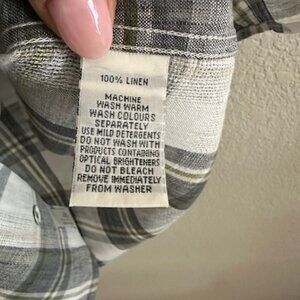 100% LINEN
MACHINE
WASH WARM
WASH COLOURS
SEPARATELY
USE MILD DETERGENTS
DO NOT WASH WITH
PRODUCTS CONTAINING
OPTICAL BRIGHTENERS
DO NOT BLEACH
REMOVE IMMEDIATELY
FROM WASHER